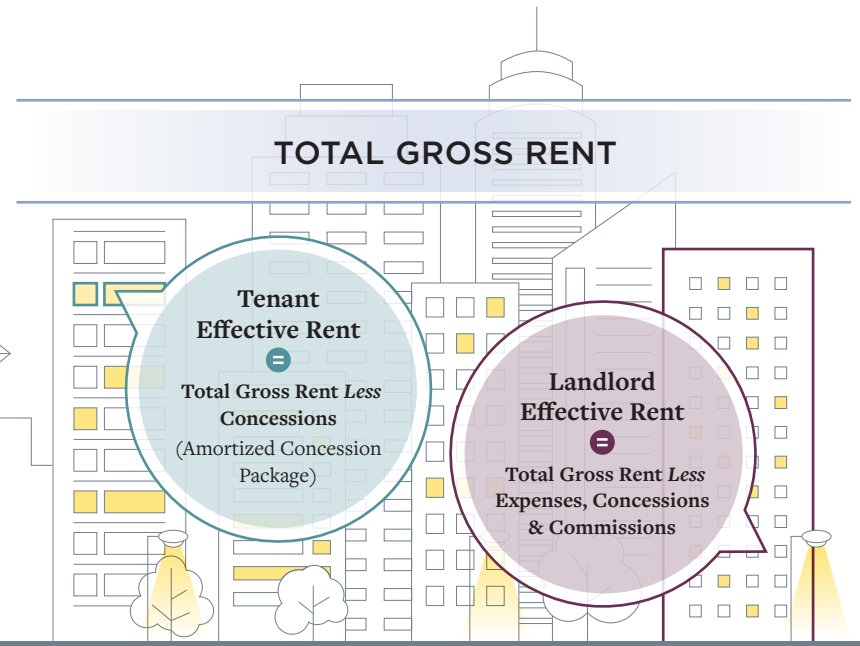 TOTAL GROSS RENT
Tenant
Effective Rent
=
Total Gross Rent Less
Concessions
(Amortized Concession
Package)
Landlord
Effective Rent
=
Total Gross Rent Less
Expenses, Concessions
& Commissions